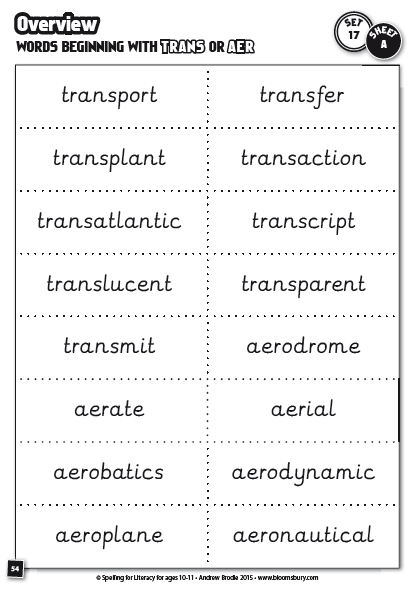 Overview
WORDS BEGINNING WITH TRANS OR AER
SET
17
SHEET
A
transport transfer
transplant transaction
transatlantic transcript
translucent transparent
transmit aerodrome
aerate aerial
aerobatics aerodynamic
aeroplane aeronautical
54
© Spelling for Literacy for ages 10-11 • Andrew Brodie 2015 • www.bloomsbury.com